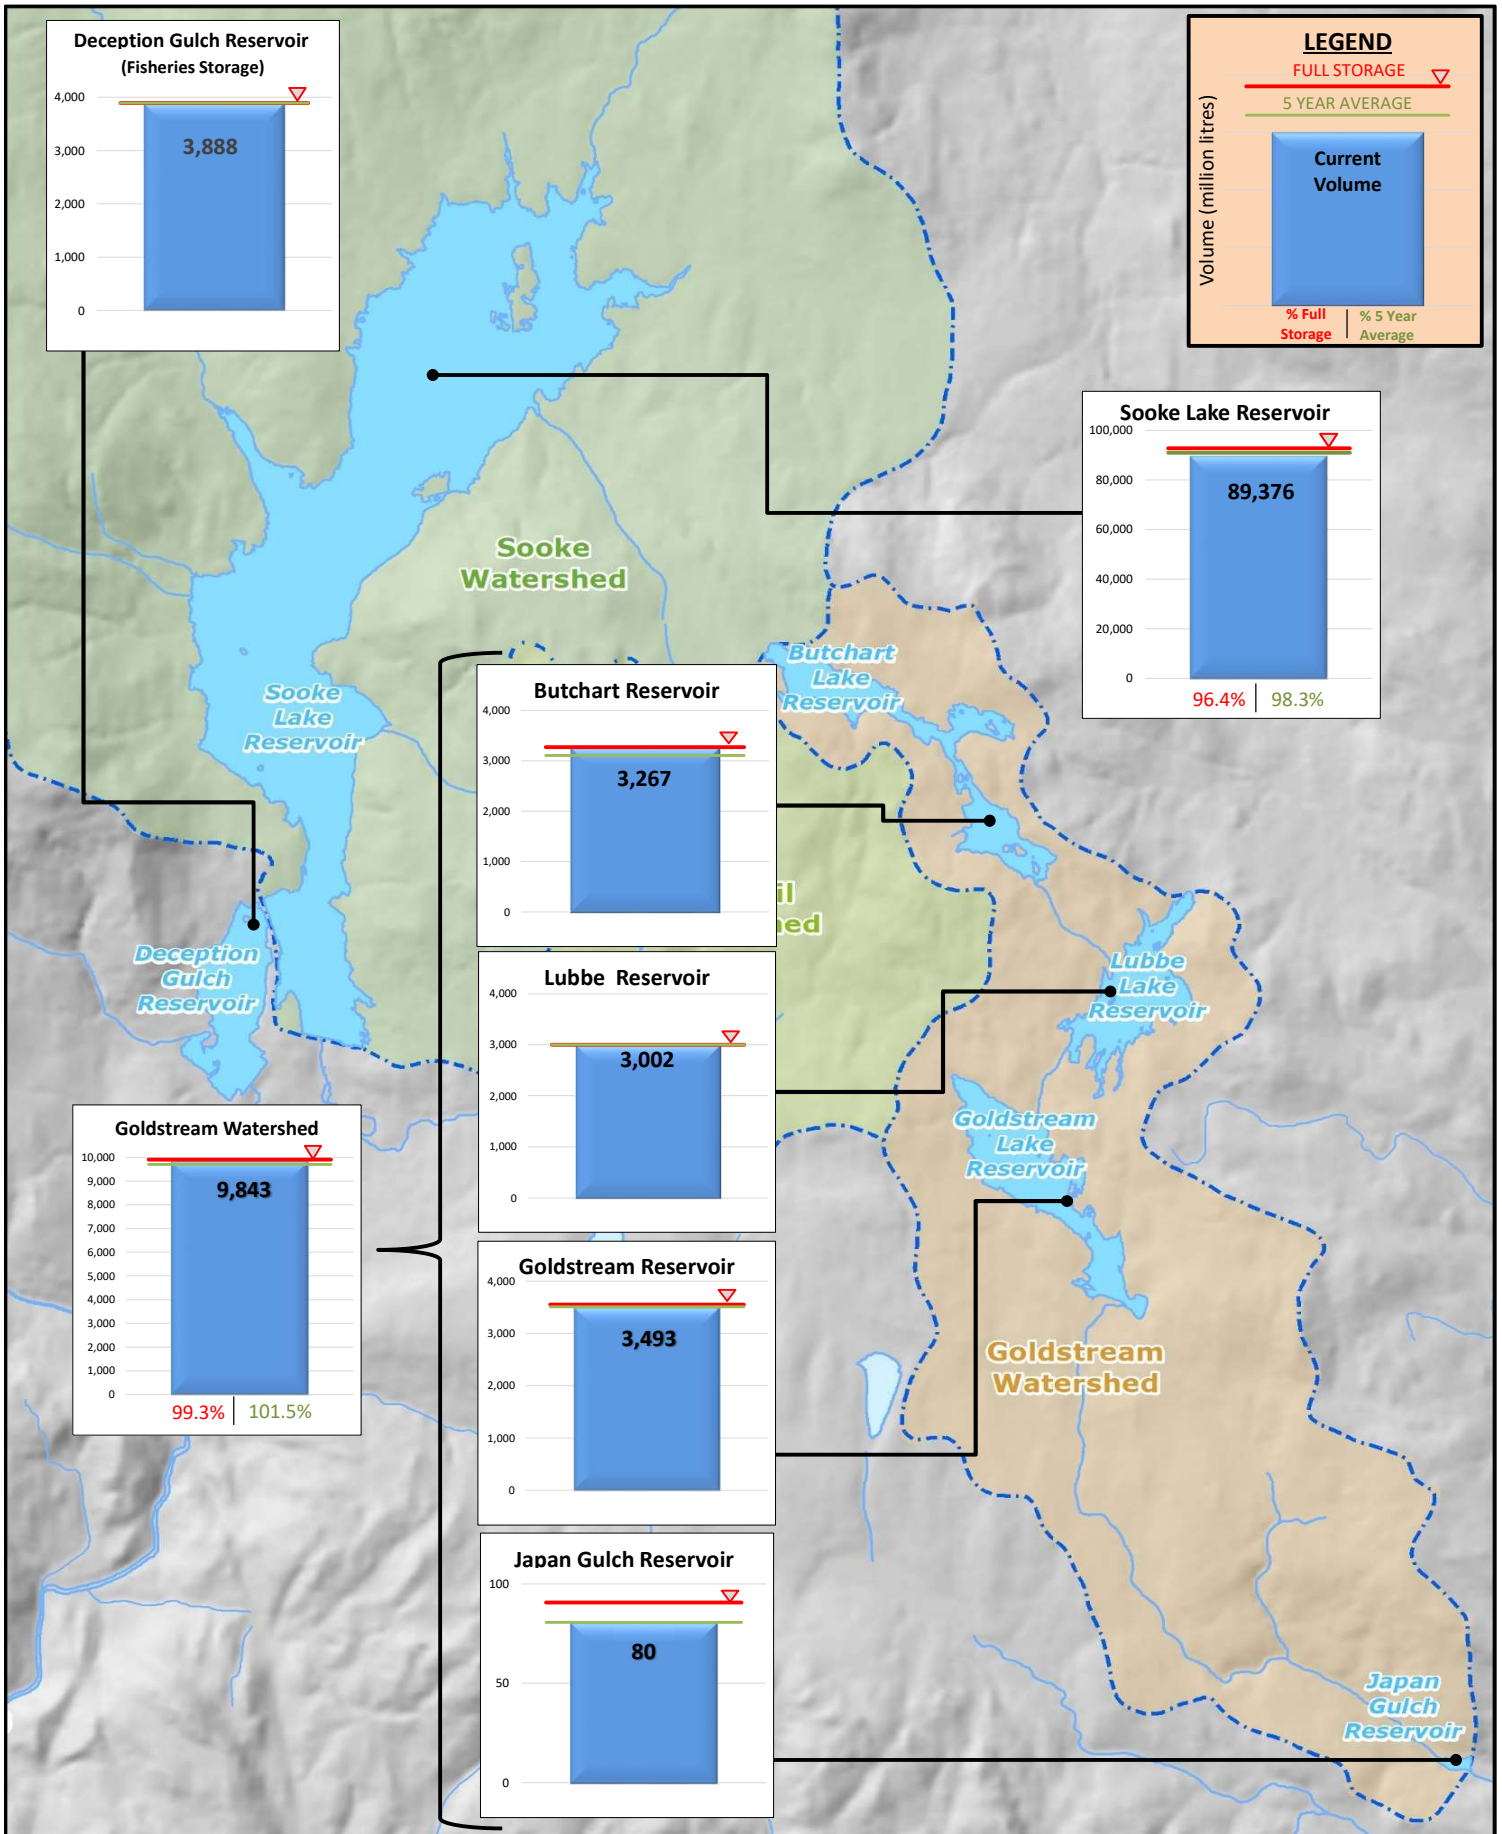 Deception Gulch Reservoir
(Fisheries Storage)
4,000
3,000
2,000
1,000
0
3,888
LEGEND
FULL STORAGE
5 YEAR AVERAGE
Current
Volume
Volume (million litres)
% Full
Storage
% 5 Year
Average
Sooke Lake Reservoir
100,000
80,000
60,000
40,000
20,000
0
89,376
96.4%
98.3%
Sooke
Watershed
Sooke
Lake
Reservoir
Butchart
Lake
Reservoir
Butchart Reservoir
4,000
3,000
2,000
1,000
0
3,267
il
ed
Deception
Gulch
Reservoir
Lubbe
Lake
Reservoir
Lubbe Reservoir
4,000
3,000
2,000
1,000
0
3,002
Goldstream
Lake
Reservoir
Goldstream Watershed
10,000
9,000
8,000
7,000
6,000
5,000
4,000
3,000
2,000
1,000
0
9,843
99.3%
101.5%
Goldstream Reservoir
4,000
3,000
2,000
1,000
0
3,493
Goldstream
Watershed
Japan Gulch Reservoir
100
50
0
80
Japan
Gulch
Reservoir